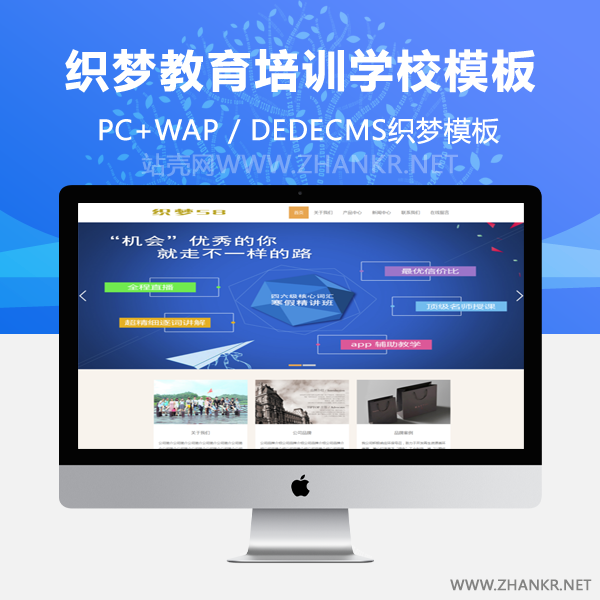 织梦教育培训学校模板
PC+WAP / DEDECMS织梦模板
站壳网WWW.ZHANKR.NET
织梦58
首页 关于我们 产品中心 新闻中心 联系我们 在线留言
“机会”优秀的你
就走不一样的路
全程直播
超精细逐词讲解
四六级核心词汇
寒假精讲班
最优性价比
顶级名师授课
app 辅助教学
关于我们 公司品牌 品牌案例
WWW.ZHANKR.NET